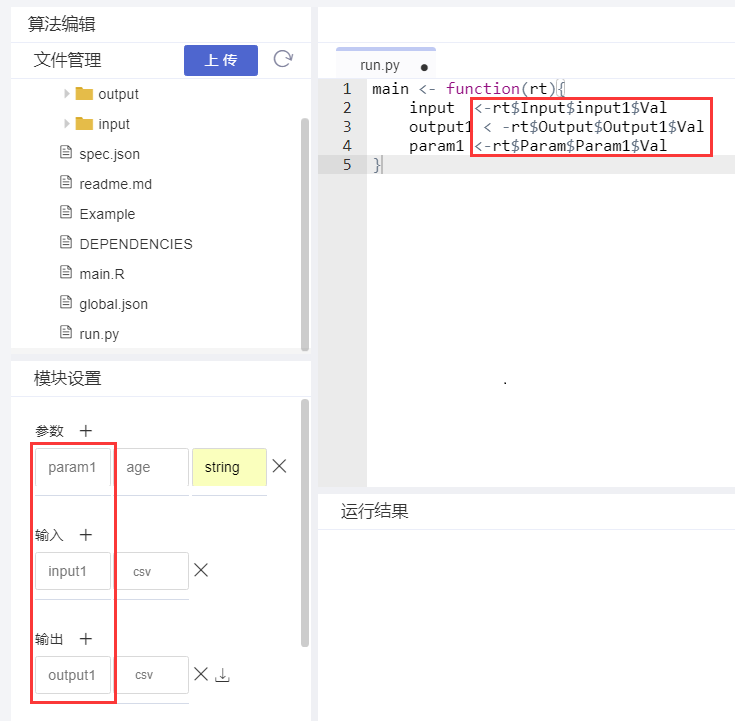 算法编辑
文件管理
上 传
output
input
spec.json
readme.md
Example
DEPENDENCIES
main.R
global.json
run.py
模块设置
参数 +
param1 age string
输入 +
input1 csv
输出 +
output1 csv
run.py
1 main <- function(rt){
2 input <-rt$Input$input1$Val
3 output1 < -rt$Output$Output1$Val
4 param1 <-rt$Param$Param1$Val
5 }
运行结果